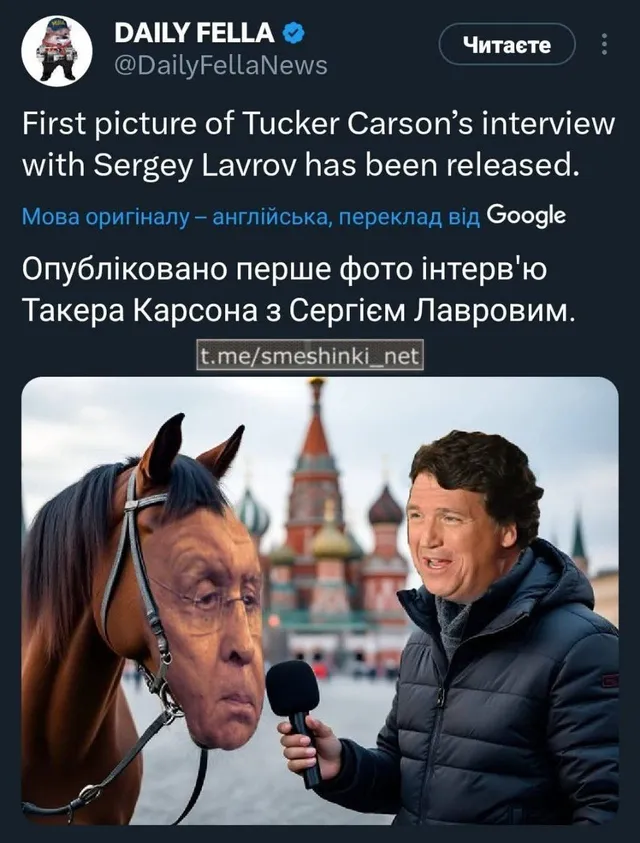 DAILY FELLA
@DailyFellaNews
Читаєте
First picture of Tucker Carson’s interview
with Sergey Lavrov has been released.
Мова оригіналу – англійська, переклад від Google
Опубліковано перше фото інтерв'ю
Такера Карсона з Сергієм Лавровим.
t.me/smeshinki_net